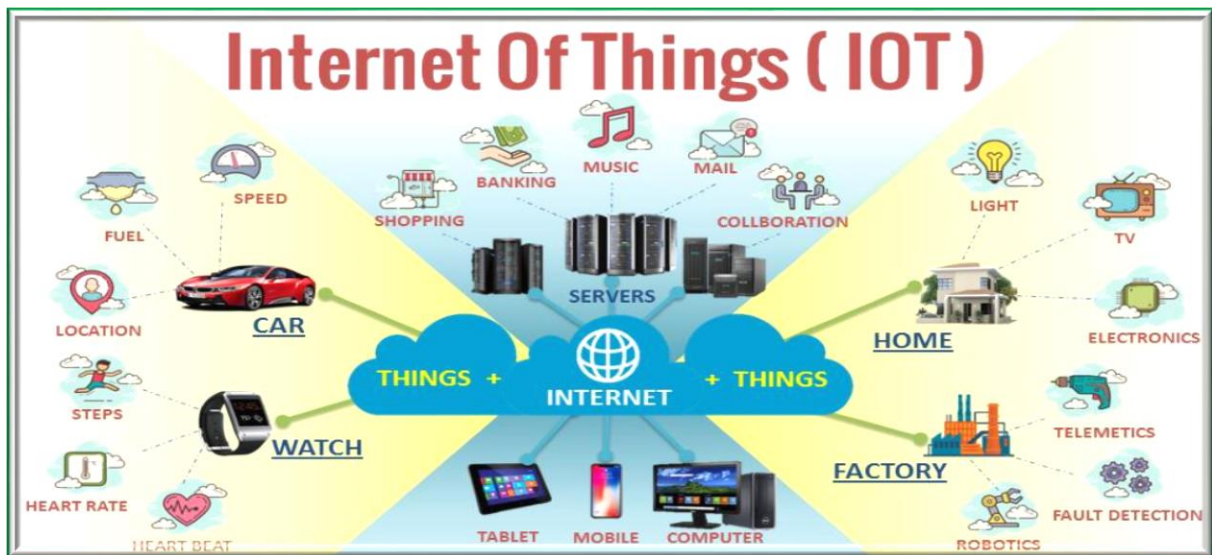 Internet Of Things ( IOT )
SHOPPING
BANKING
MUSIC
MAIL
COLLBORATION
SERVERS
FUEL
SPEED
LOCATION
CAR
STEPS
HEART RATE
HEART BEAT
WATCH
THINGS +
INTERNET
+ THINGS
LIGHT
TV
ELECTRONICS
HOME
TELEMETICS
FAULT DETECTION
ROBOTICS
FACTORY
TABLET
MOBILE
COMPUTER